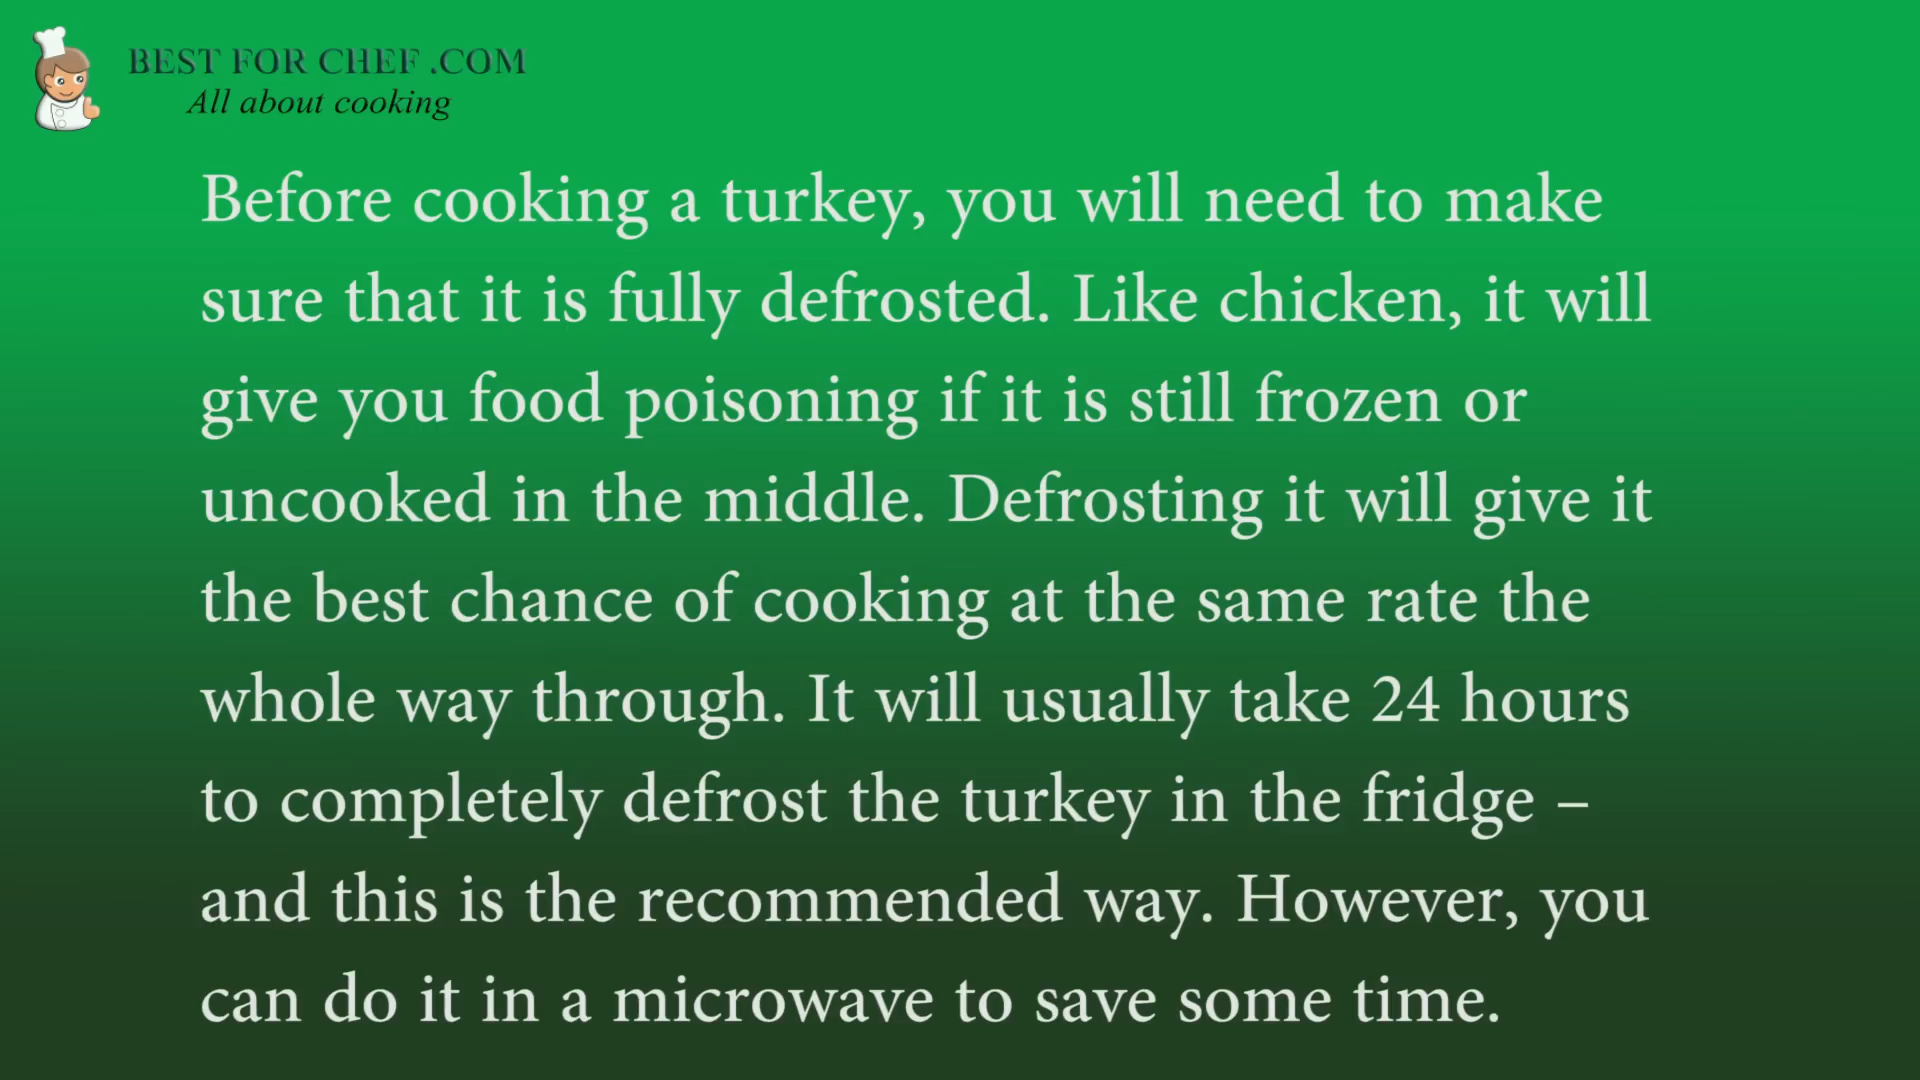 BEST FOR CHEF .COM
All about cooking
Before cooking a turkey, you will need to make
sure that it is fully defrosted. Like chicken, it will
give you food poisoning if it is still frozen or
uncooked in the middle. Defrosting it will give it
the best chance of cooking at the same rate the
whole way through. It will usually take 24 hours
to completely defrost the turkey in the fridge –
and this is the recommended way. However, you
can do it in a microwave to save some time.